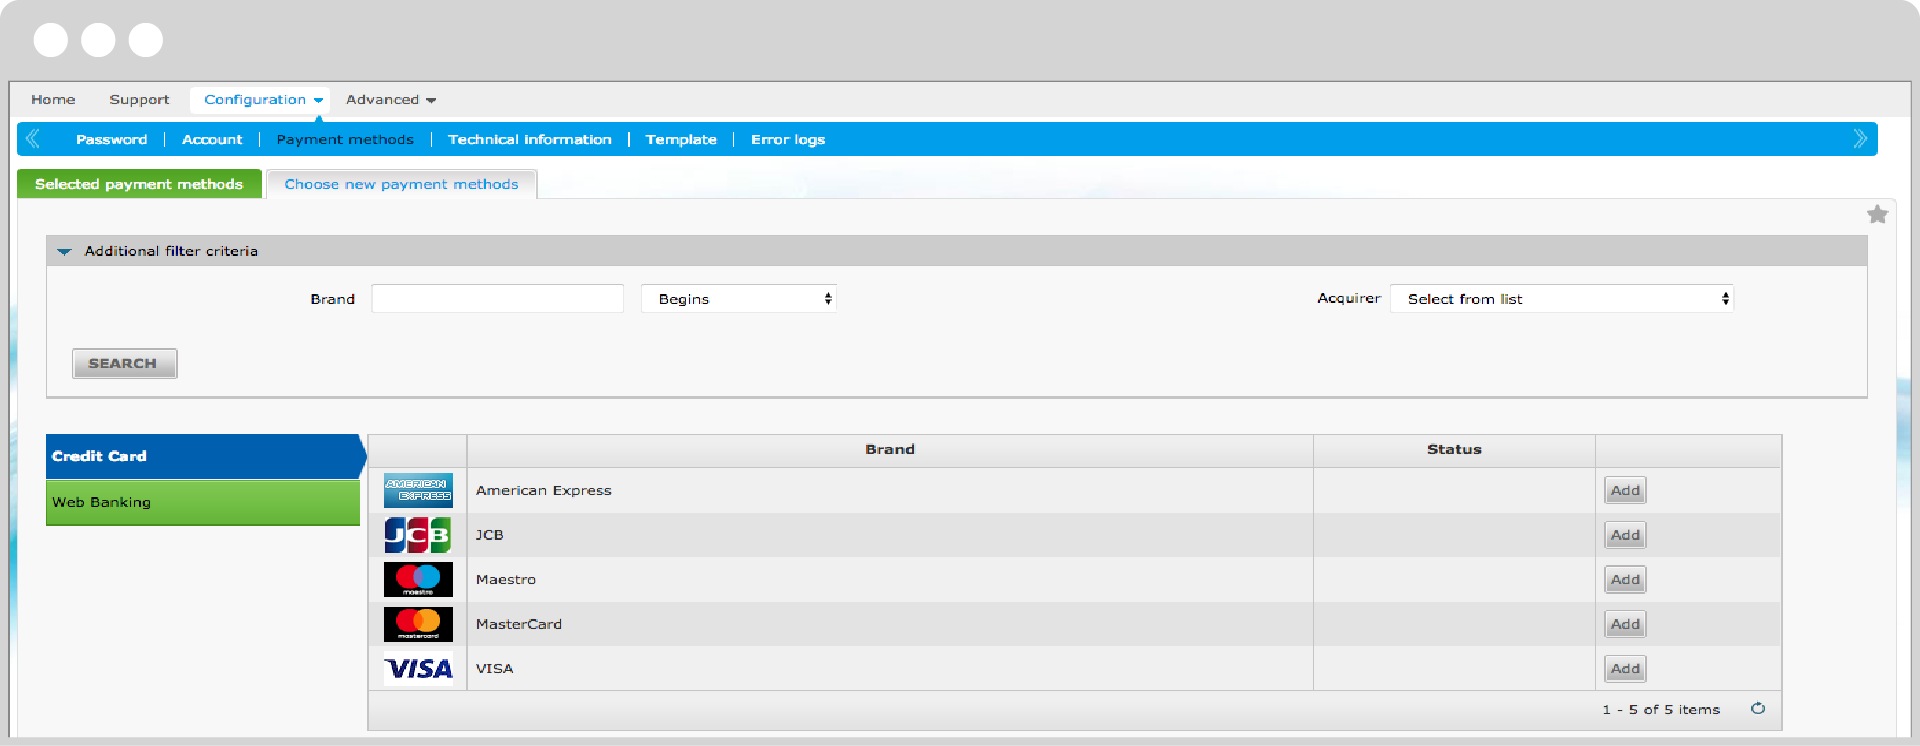 Home Support Configuration Advanced
Password Account Payment methods Technical information Template Error logs
Selected payment methods Choose new payment methods
Additional filter criteria
Brand Begins Acquirer Select from list
SEARCH
Credit Card
Web Banking
Brand Status
AMERICAN EXPRESS American Express Add
JCB JCB Add
maestro Maestro Add
mastercard MasterCard Add
VISA VISA Add
1 - 5 of 5 items